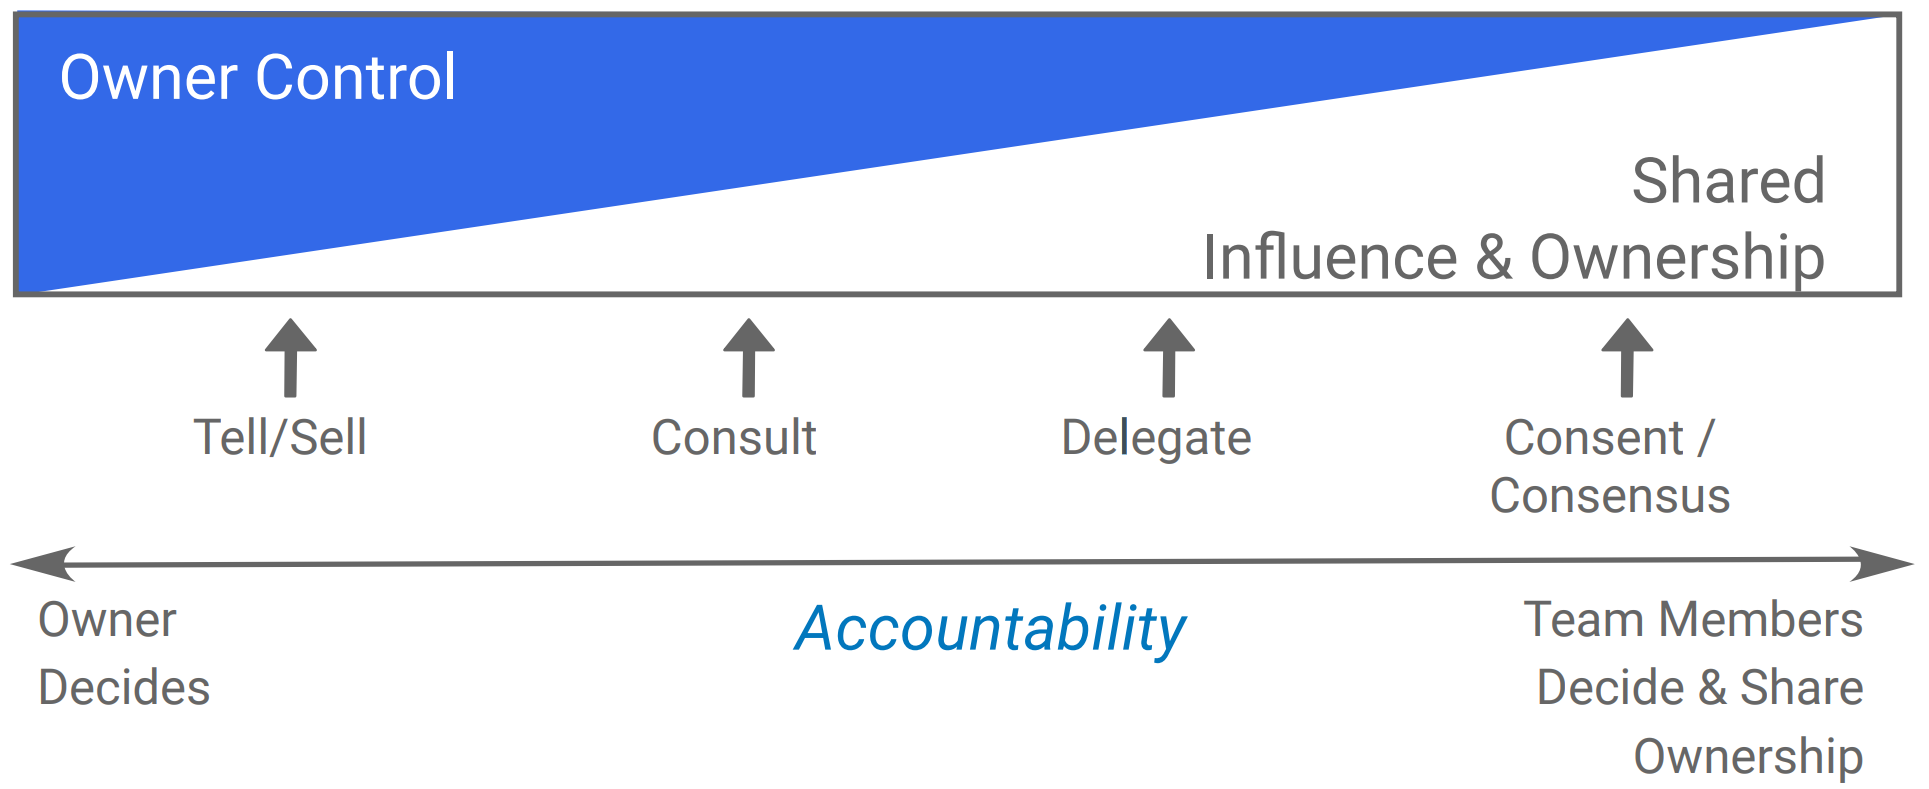 Owner Control
Shared
Influence & Ownership
Tell/Sell
Consult
Delegate
Consent /
Consensus
Owner
Decides
Accountability
Team Members
Decide & Share
Ownership